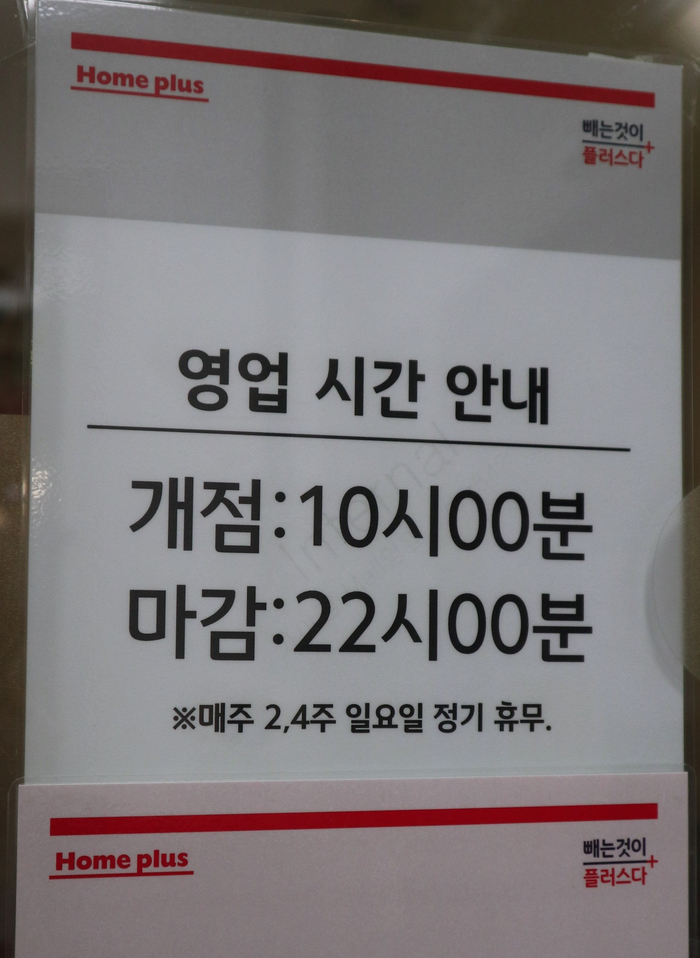 Home plus
빼는것이
플러스다
영업 시간 안내
개점:10시00분
마감:22시00분
※매주 2,4주 일요일 정기 휴무.
Home plus
빼는것이
플러스다
Internal